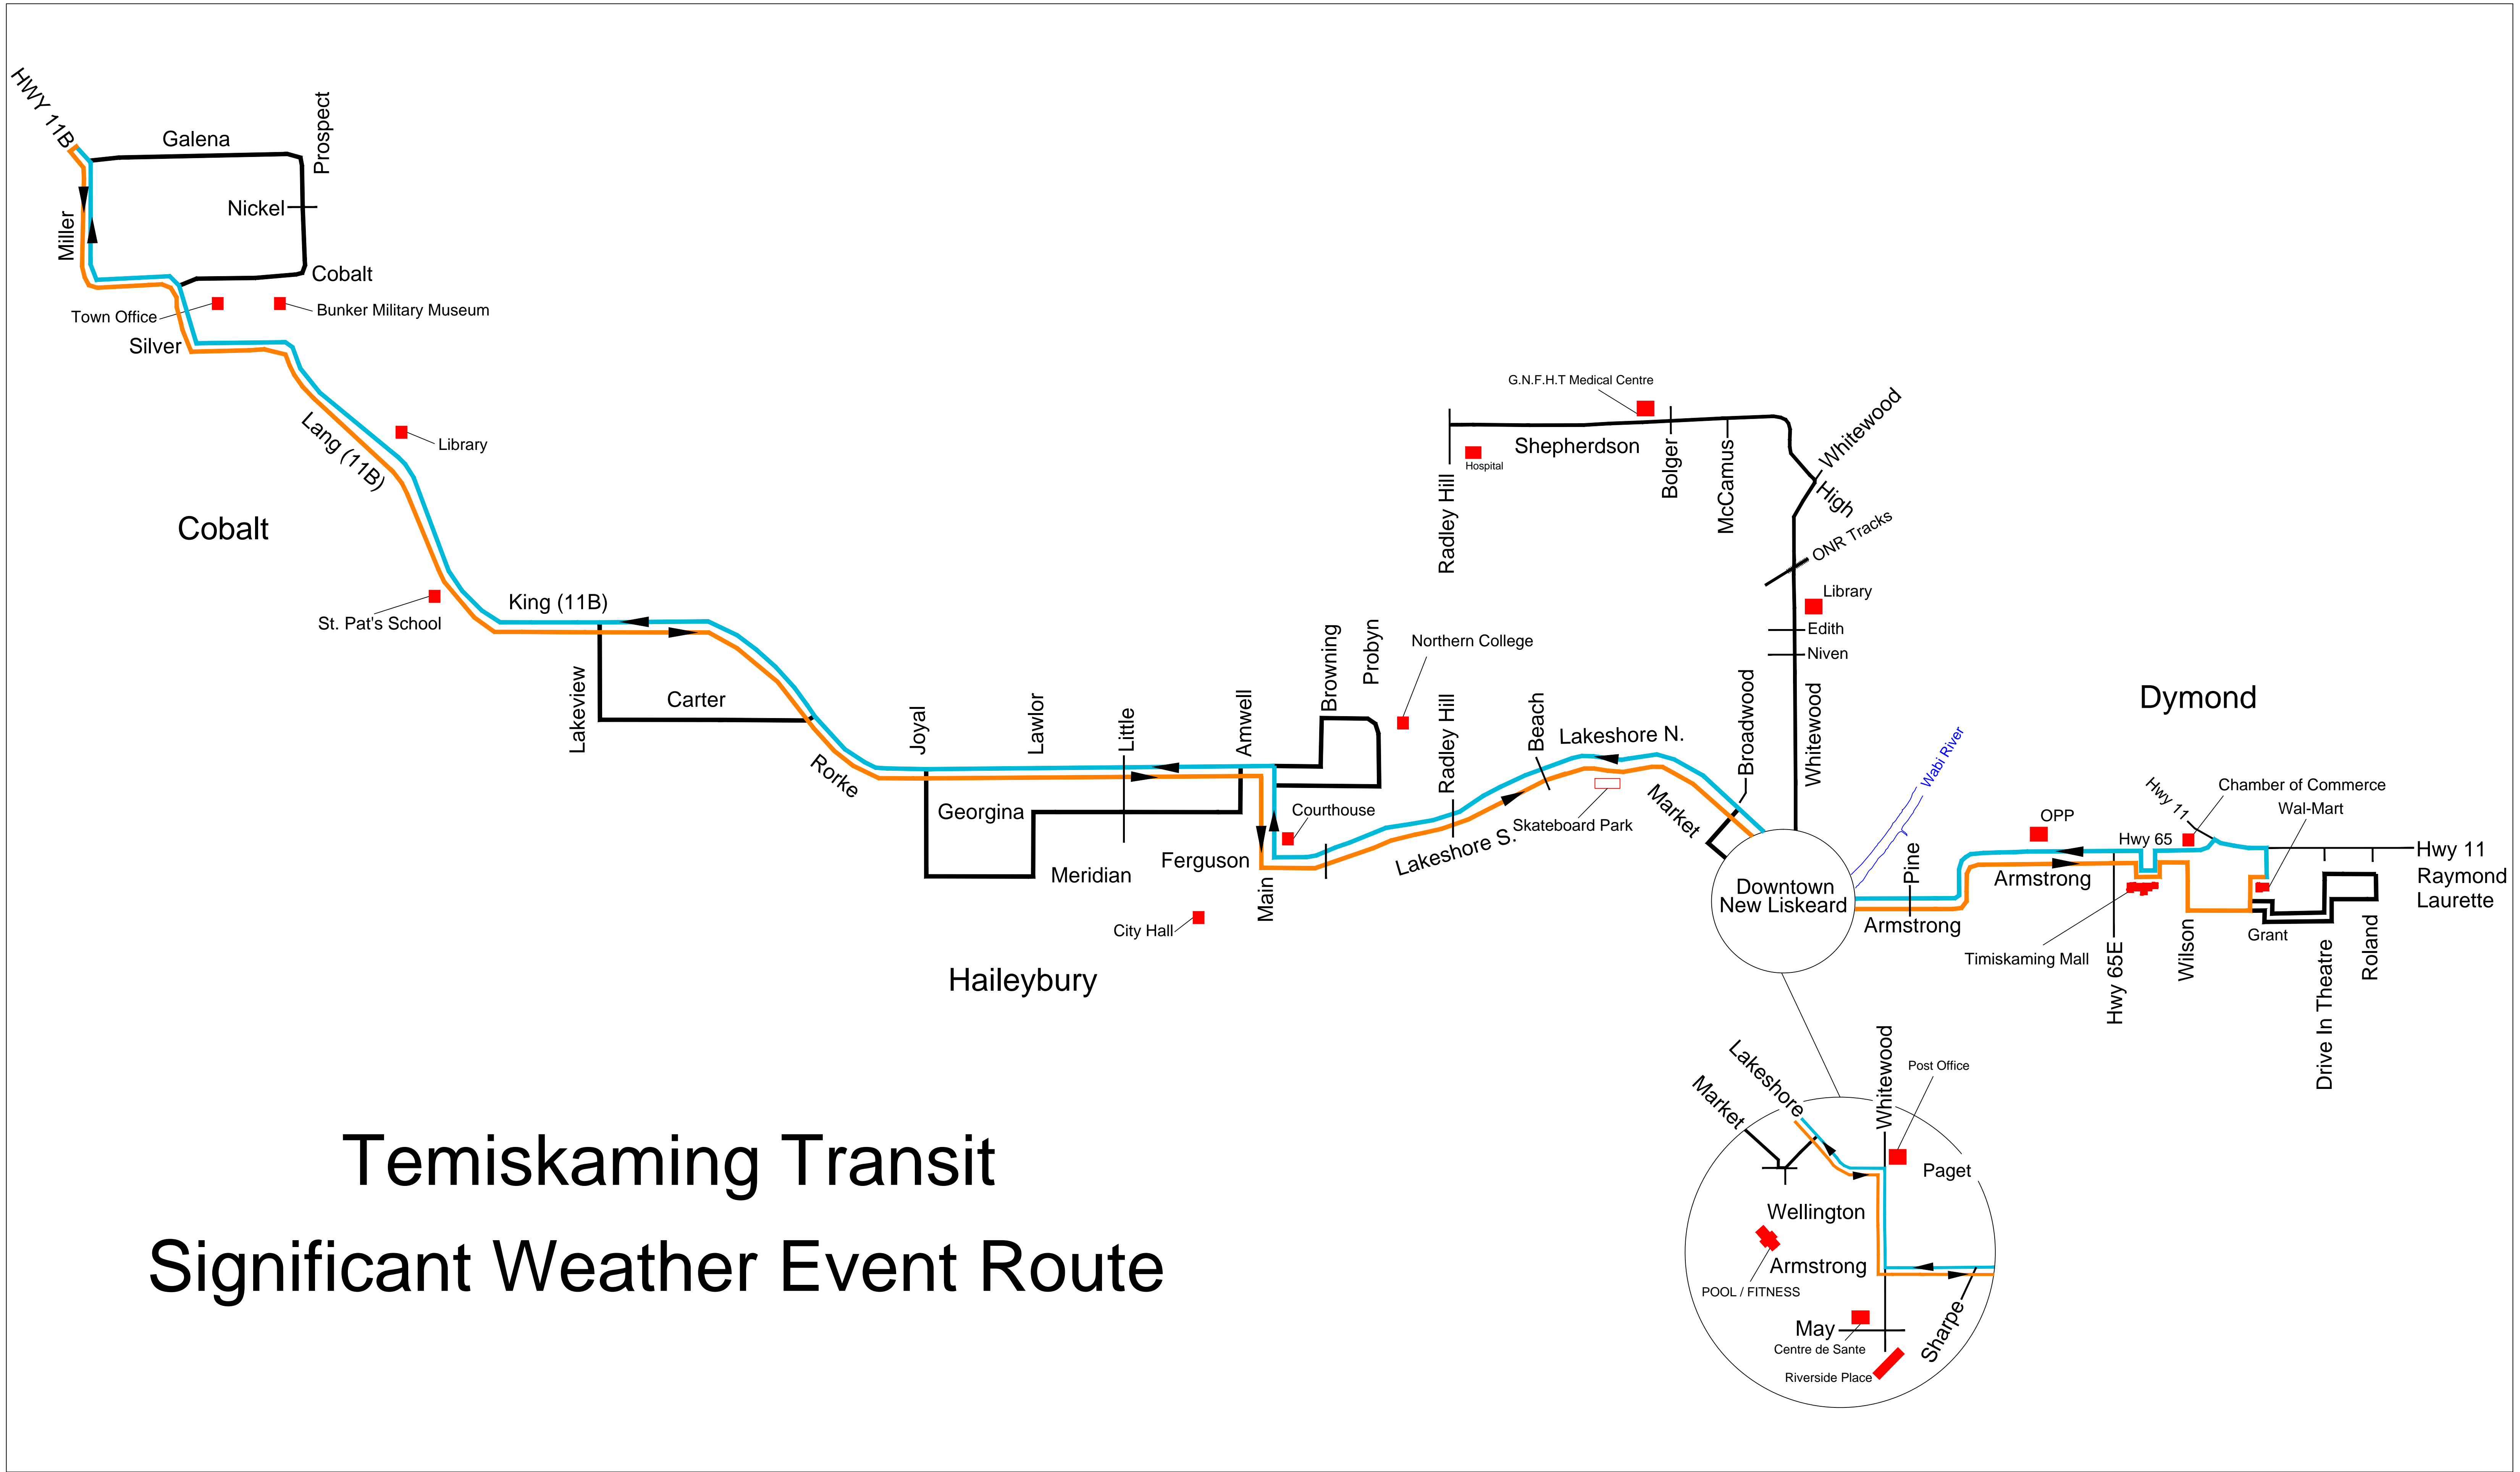 HWY 11B
Galena
Prospect
Nickel
Miller
Cobalt
Town Office
Bunker Military Museum
Silver
Lang (11B)
Library
Cobalt
St. Pat's School
King (11B)
Lakeview
Carter
Rorke
Joyal
Lawlor
Little
Amwell
Georgina
Meridian
Ferguson
Main
City Hall
Haileybury
Browning
Probyn
Northern College
Courthouse
Radley Hill
Beach
Lakeshore N.
Lakeshore S.
Skateboard Park
Market
Broadwood
G.N.F.H.T Medical Centre
Shepherdson
Hospital
Radley Hill
Bolger
McCamus
Whitewood
High
ONR Tracks
Library
Edith
Niven
Whitewood
Wabi River
Downtown
New Liskeard
Dymond
Pine
Armstrong
OPP
Armstrong
Hwy 65
Hwy 11
Chamber of Commerce
Wal-Mart
Timiskaming Mall
Hwy 65E
Wilson
Grant
Drive In Theatre
Roland
Hwy 11
Raymond
Laurette
Whitewood
Post Office
Lakeshore
Market
Paget
Wellington
Armstrong
POOL / FITNESS
May
Centre de Sante
Riverside Place
Sharpe
Temiskaming Transit
Significant Weather Event Route